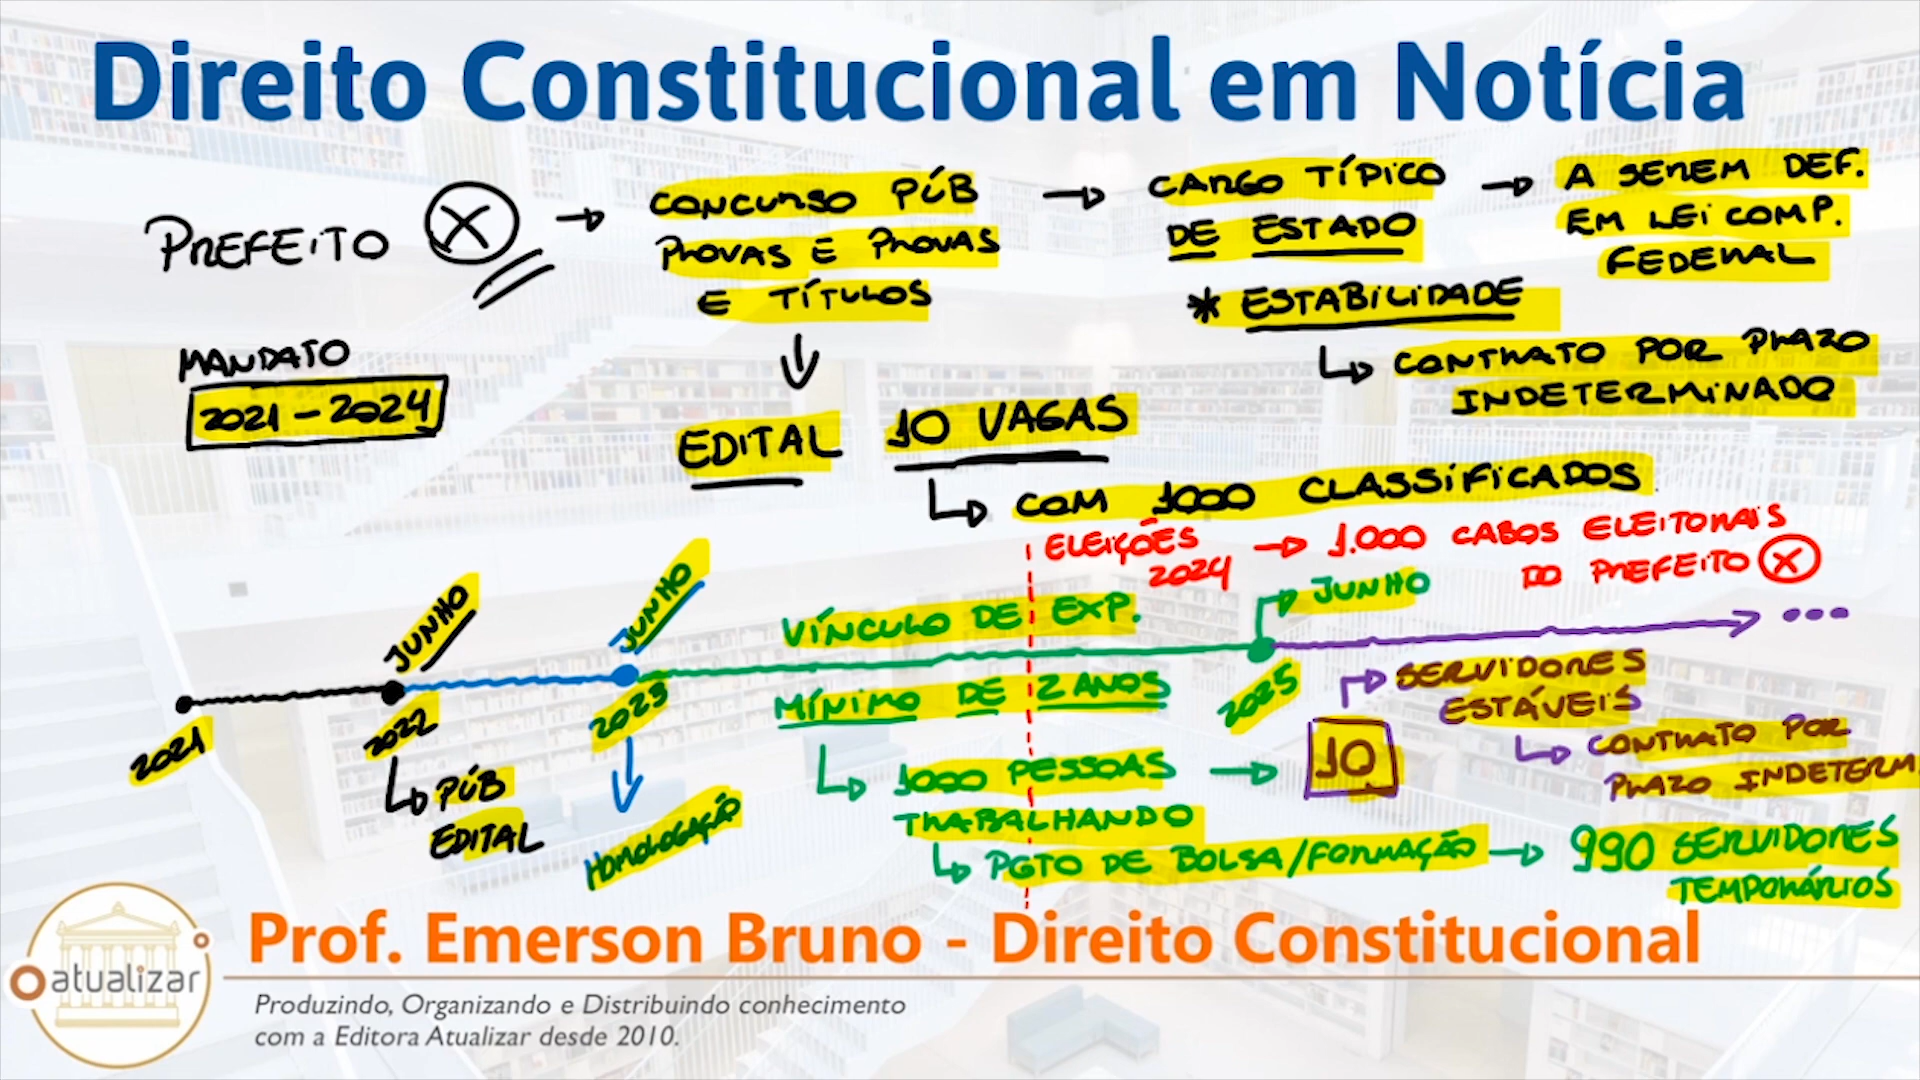 Direito Constitucional em Notícia
PREFEITO X
→ CONCURSO PÚB
PROVAS E PROVAS
E TÍTULOS
→ CARGO TÍPICO
DE ESTADO
→ A SEREM DEF.
EM LEI COMP.
FEDERAL
* ESTABILIDADE
CONTRATO POR PRAZO
INDETERMINADO
MANDATO
2021-2024
EDITAL
10 VAGAS
COM 1000 CLASSIFICADOS
ELEIÇÕES
2024
→ 1.000 CABOS ELEITORAIS
DO PREFEITO X
JUNHO
JUNHO
VÍNCULO DE EXP.
JUNHO
...
2021
2022
2023
MÍNIMO DE 2 ANOS
2025
SERVIDORES
ESTÁVEIS
CONTRATO POR
PRAZO INDETERM
PÚB
EDITAL
HOMOLOGAÇÃO
1000 PESSOAS
TRABALHANDO
→ 10
PGTO DE BOLSA/FORMAÇÃO
→ 990 SERVIDORES
TEMPORÁRIOS
atualizar
Prof. Emerson Bruno - Direito Constitucional
Produzindo, Organizando e Distribuindo conhecimento
com a Editora Atualizar desde 2010.